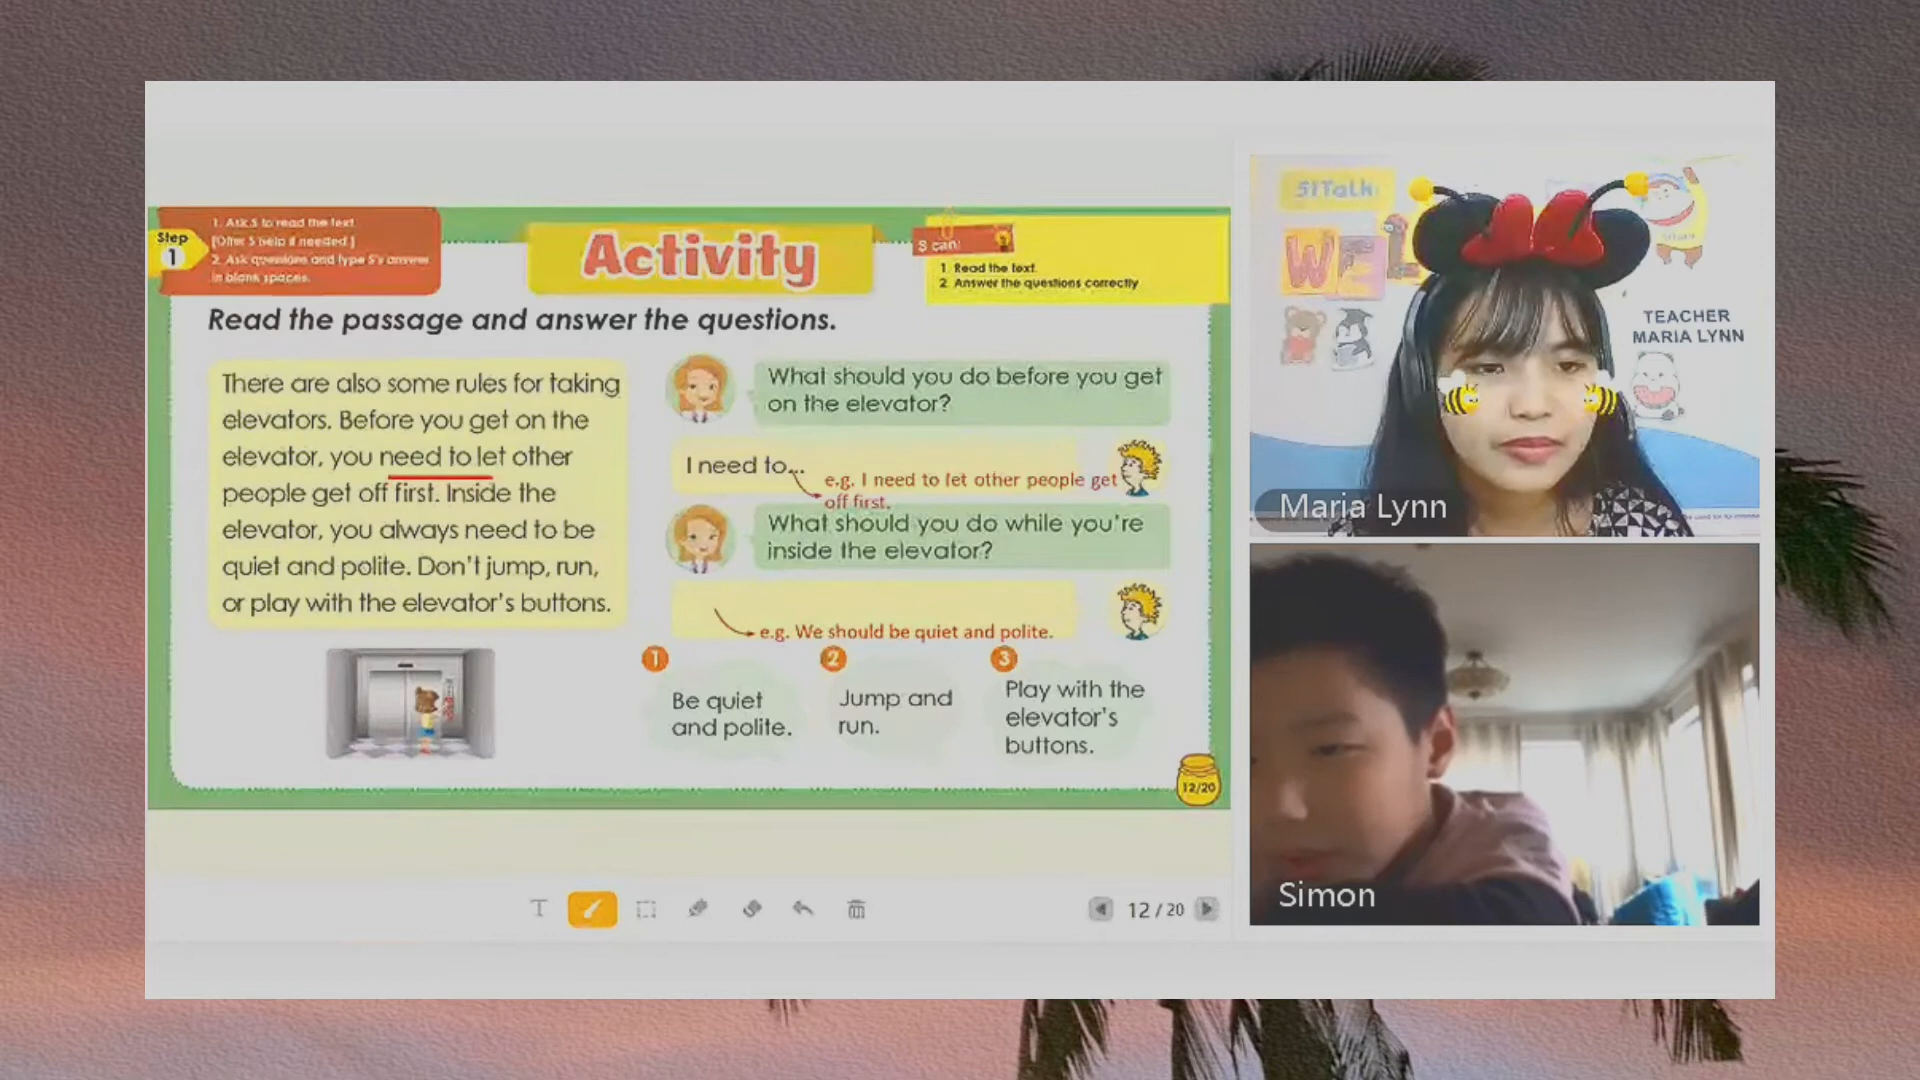 Step
1
1. Ask S to read the text.
[Offer S help if needed.]
2. Ask questions and type S's answer
in blank spaces.
Activity
S can:
1. Read the text.
2. Answer the questions correctly
Read the passage and answer the questions.
There are also some rules for taking
elevators. Before you get on the
elevator, you need to let other
people get off first. Inside the
elevator, you always need to be
quiet and polite. Don't jump, run,
or play with the elevator's buttons.
What should you do before you get
on the elevator?
I need to...
e.g. I need to let other people get
off first.
What should you do while you're
inside the elevator?
e.g. We should be quiet and polite.
1
Be quiet
and polite.
2
Jump and
run.
3
Play with the
elevator's
buttons.
12/20
T
12 / 20
51Talk
WEL
TEACHER
MARIA LYNN
Maria Lynn
Simon